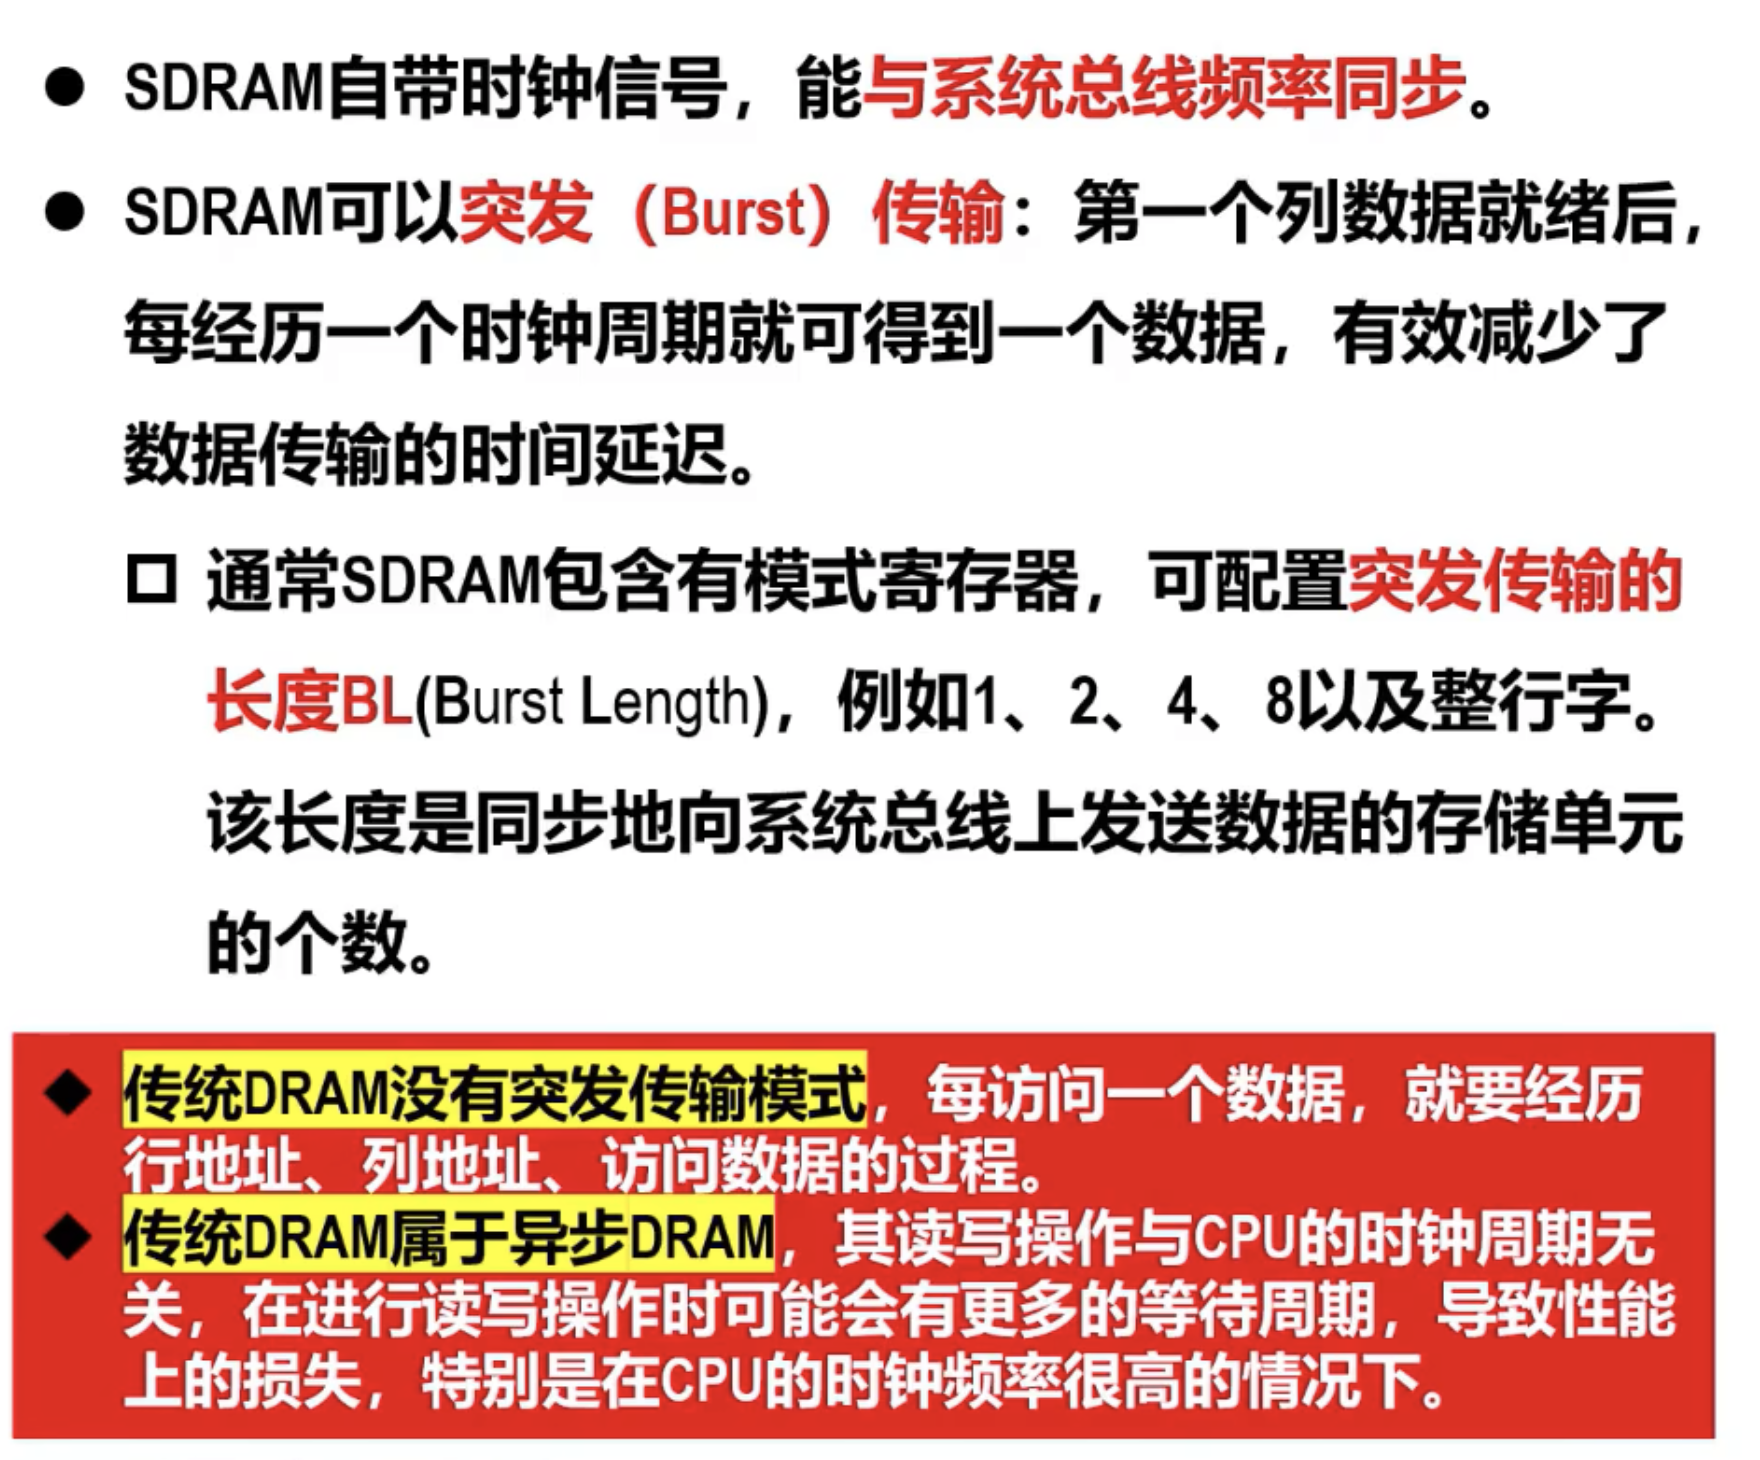 ● SDRAM自带时钟信号，能与系统总线频率同步。
● SDRAM可以突发（Burst）传输：第一个列数据就绪后，
每经历一个时钟周期就可得到一个数据，有效减少了
数据传输的时间延迟。
□ 通常SDRAM包含有模式寄存器，可配置突发传输的
长度BL(Burst Length)，例如1、2、4、8以及整行字。
该长度是同步地向系统总线上发送数据的存储单元
的个数。
◆ 传统DRAM没有突发传输模式，每访问一个数据，就要经历
行地址、列地址、访问数据的过程。
◆ 传统DRAM属于异步DRAM，其读写操作与CPU的时钟周期无
关，在进行读写操作时可能会有更多的等待周期，导致性能
上的损失，特别是在CPU的时钟频率很高的情况下。